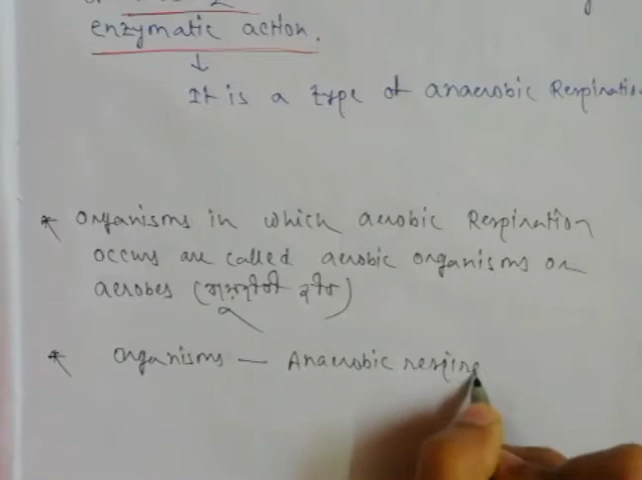 enzymatic action.
↓
It is a type of anaerobic Respiratio
* Organisms in which aerobic Respiration
occurs are called aerobic organisms or
aerobes (
* Organisms — Anaerobic respira